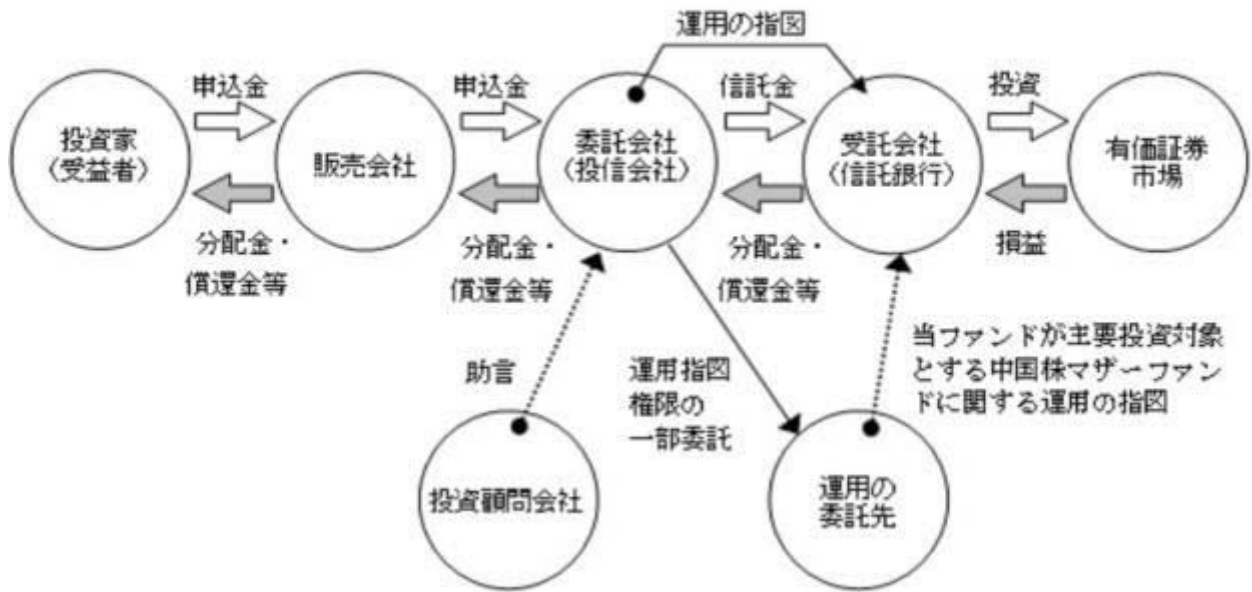 運用の指図
申込金
申込金
信託金
投資
投資家
〈受益者〉
販売会社
委託会社
〈投信会社〉
受託会社
〈信託銀行〉
有価証券
市場
分配金・
償還金等
分配金・
償還金等
分配金・
償還金等
損益
助言
運用指図
権限の
一部委託
当ファンドが主要投資対象
とする中国株マザーファン
ドに関する運用の指図
投資顧問会社
運用の
委託先